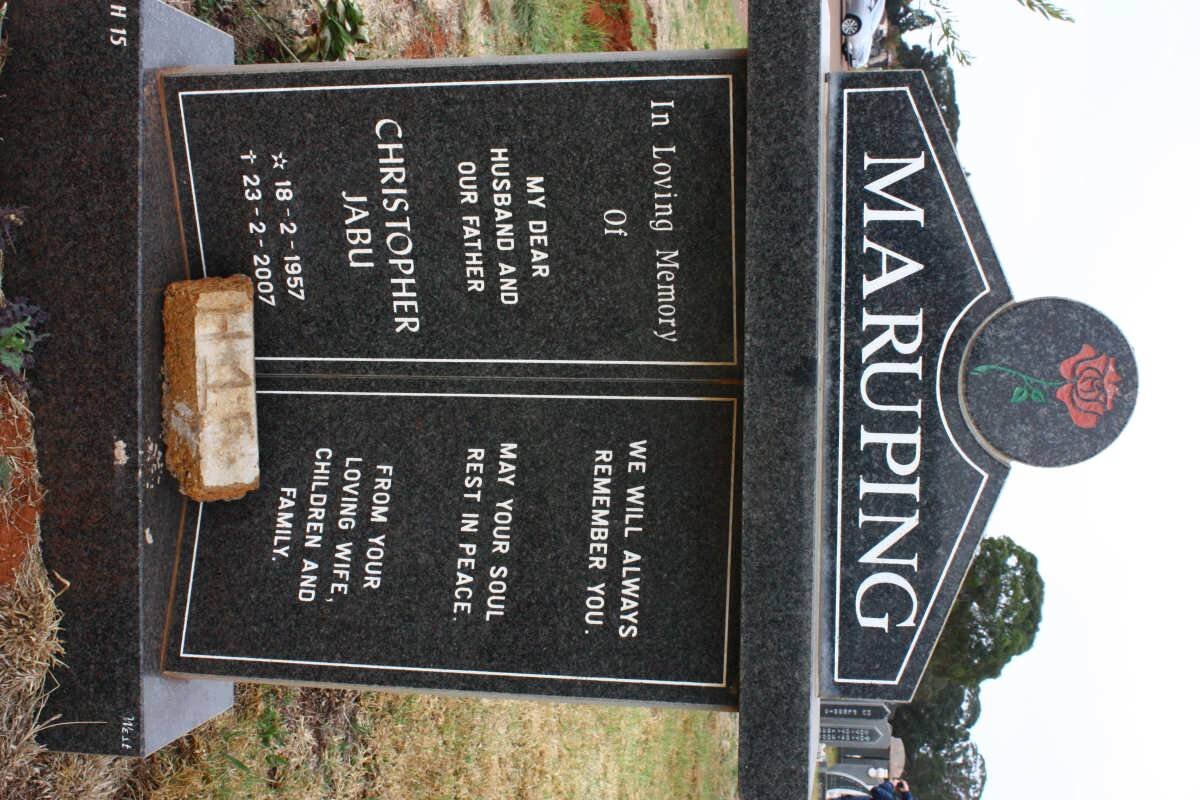 MARUPING
In Loving Memory
Of
MY DEAR
HUSBAND AND
OUR FATHER
CHRISTOPHER
JABU
☆ 18-2-1957
✝ 23-2-2007
WE WILL ALWAYS
REMEMBER YOU.
MAY YOUR SOUL
REST IN PEACE.
FROM YOUR
LOVING WIFE,
CHILDREN AND
FAMILY.
H 15
West